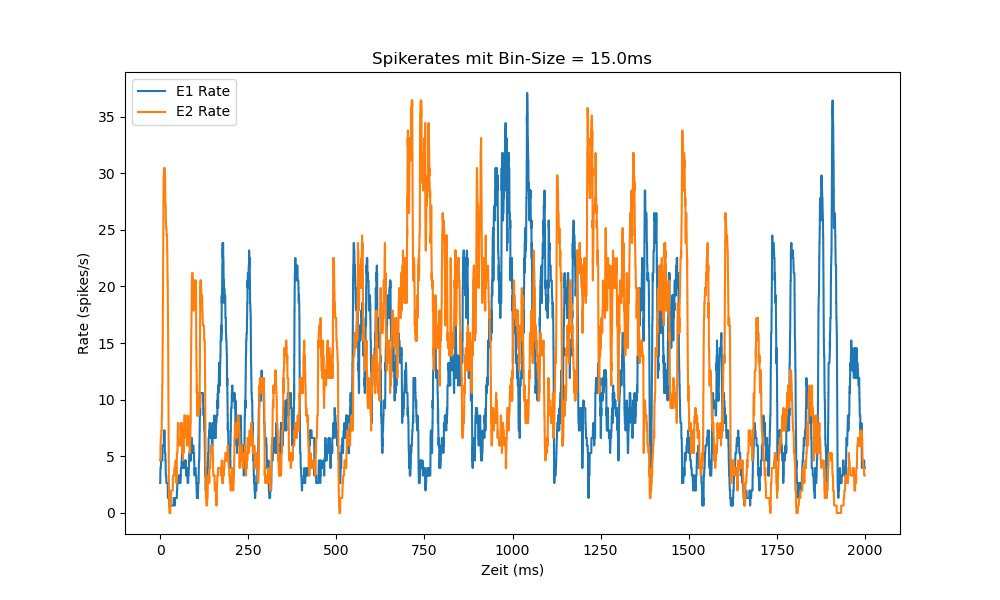 Spikerates mit Bin-Size = 15.0ms
E1 Rate
E2 Rate
35
30
25
20
15
10
5
0
Rate (spikes/s)
0 250 500 750 1000 1250 1500 1750 2000
Zeit (ms)